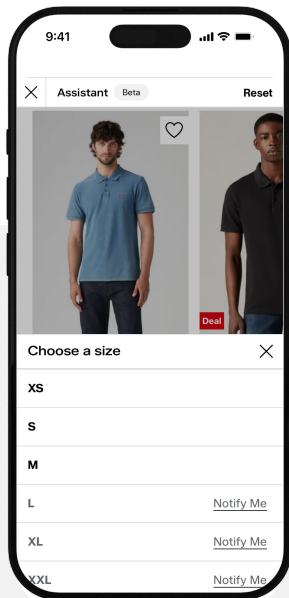 9:41
Assistant Beta Reset
Deal
Choose a size
XS
S
M
L Notify Me
XL Notify Me
XXL Notify Me